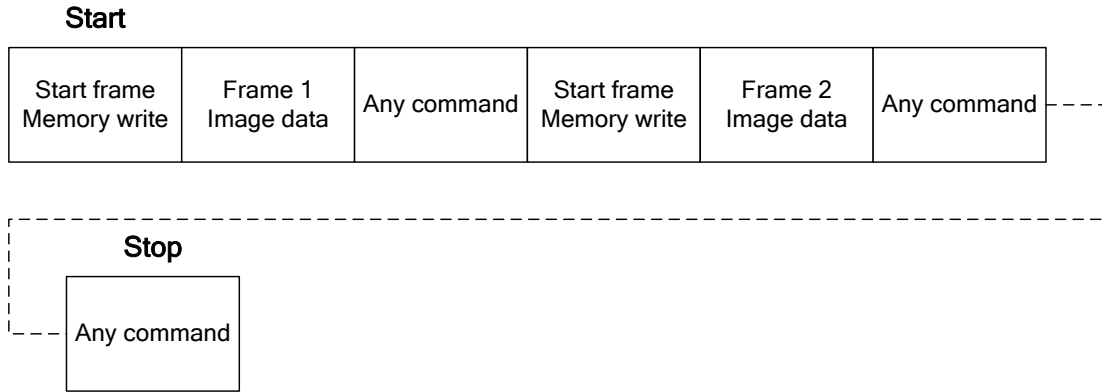 Start
Start frame
Memory write
Frame 1
Image data
Any command
Start frame
Memory write
Frame 2
Image data
Any command
Stop
Any command